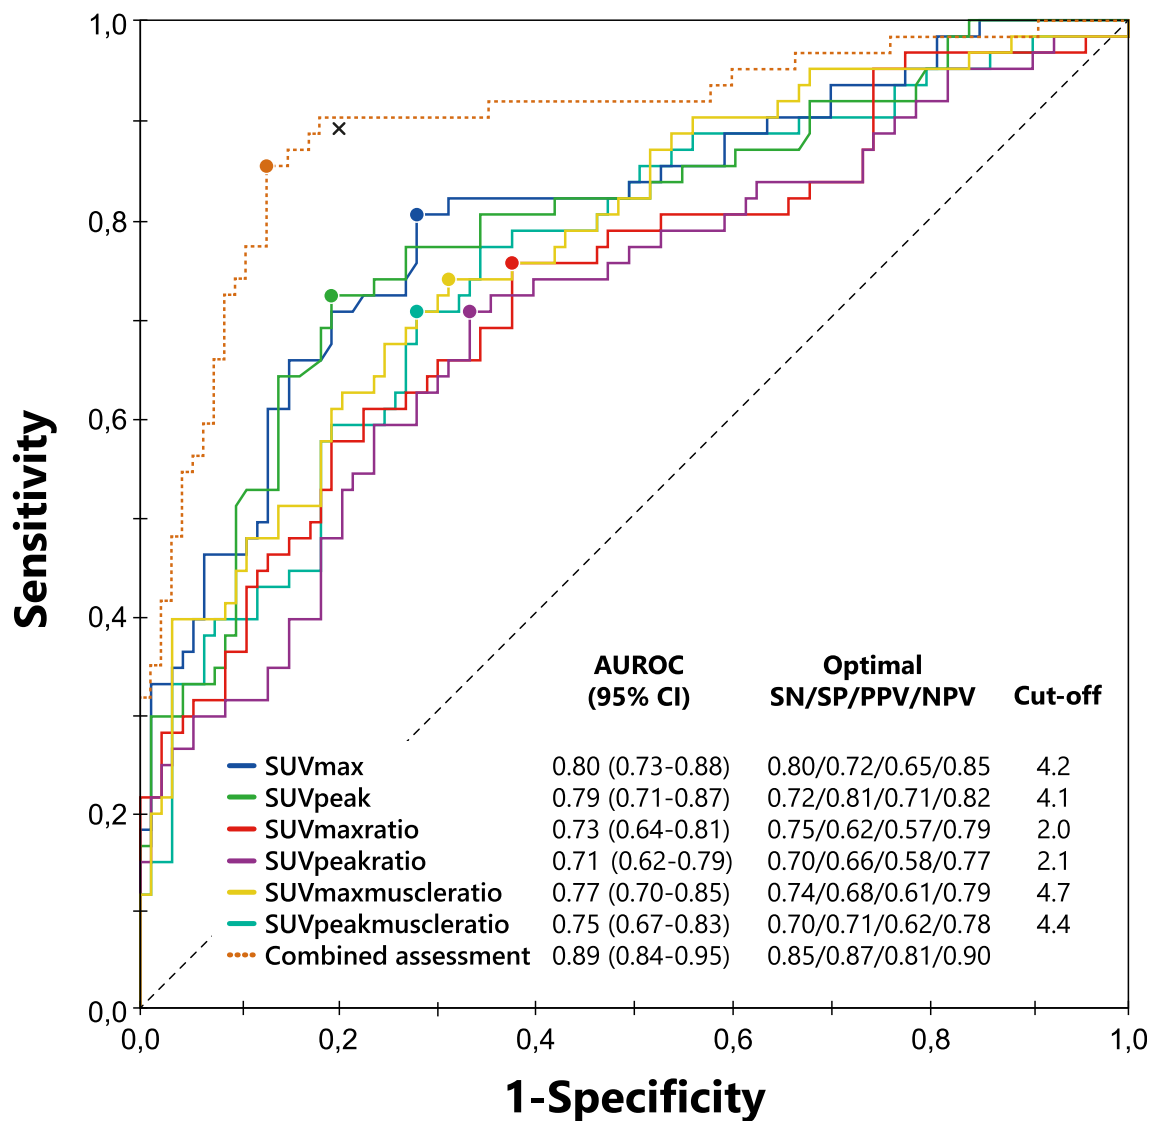 1,0
0,8
0,6
0,4
0,2
0,0
Sensitivity
AUROC Optimal
(95% CI) SN/SP/PPV/NPV Cut-off
SUVmax 0.80 (0.73-0.88) 0.80/0.72/0.65/0.85 4.2
SUVpeak 0.79 (0.71-0.87) 0.72/0.81/0.71/0.82 4.1
SUVmaxratio 0.73 (0.64-0.81) 0.75/0.62/0.57/0.79 2.0
SUVpeakratio 0.71 (0.62-0.79) 0.70/0.66/0.58/0.77 2.1
SUVmaxmuscleratio 0.77 (0.70-0.85) 0.74/0.68/0.61/0.79 4.7
SUVpeakmuscleratio 0.75 (0.67-0.83) 0.70/0.71/0.62/0.78 4.4
Combined assessment 0.89 (0.84-0.95) 0.85/0.87/0.81/0.90
0,0 0,2 0,4 0,6 0,8 1,0
1-Specificity